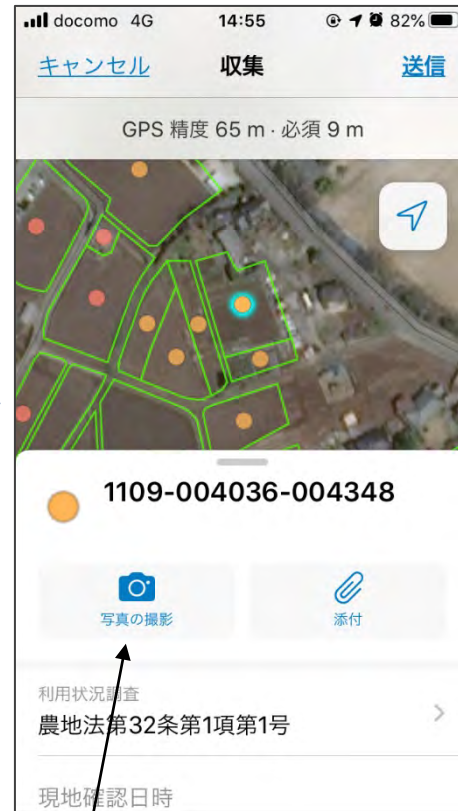 docomo 4G 14:55 82%
キャンセル 収集 送信
GPS 精度 65 m · 必須 9 m
1109-004036-004348
写真の撮影 添付
利用状況調査
農地法第32条第1項第1号
現地確認日時